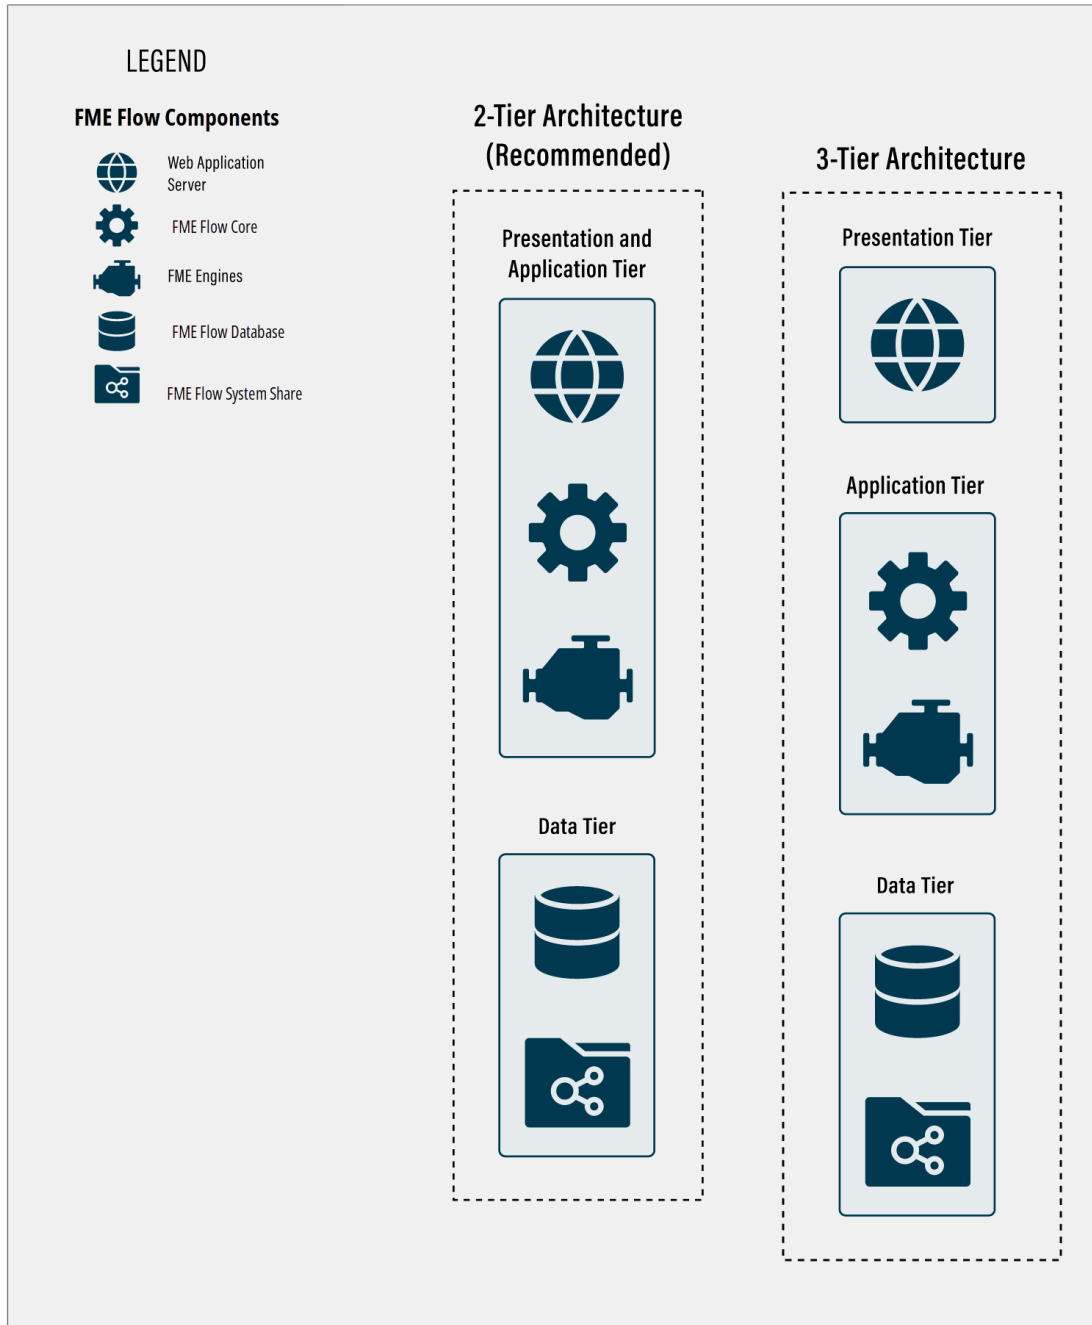 LEGEND
FME Flow Components
Web Application
Server
FME Flow Core
FME Engines
FME Flow Database
FME Flow System Share
2-Tier Architecture
(Recommended)
Presentation and
Application Tier
Data Tier
3-Tier Architecture
Presentation Tier
Application Tier
Data Tier